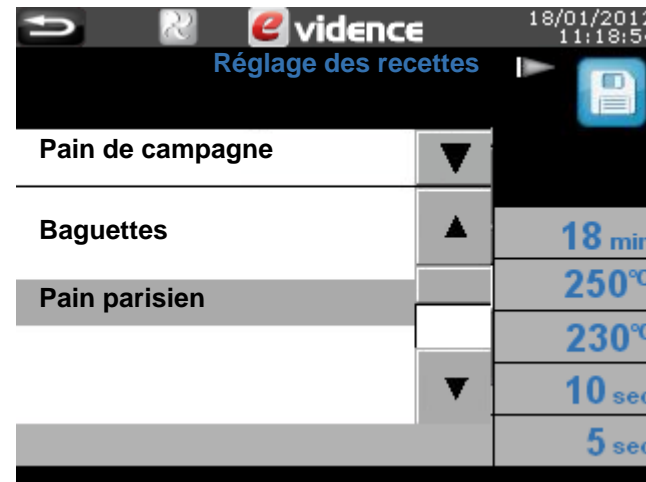 evidence 18/01/2012
11:18:54
Réglage des recettes
Pain de campagne
Baguettes
Pain parisien
18 min
250°C
230°C
10 sec
5 sec